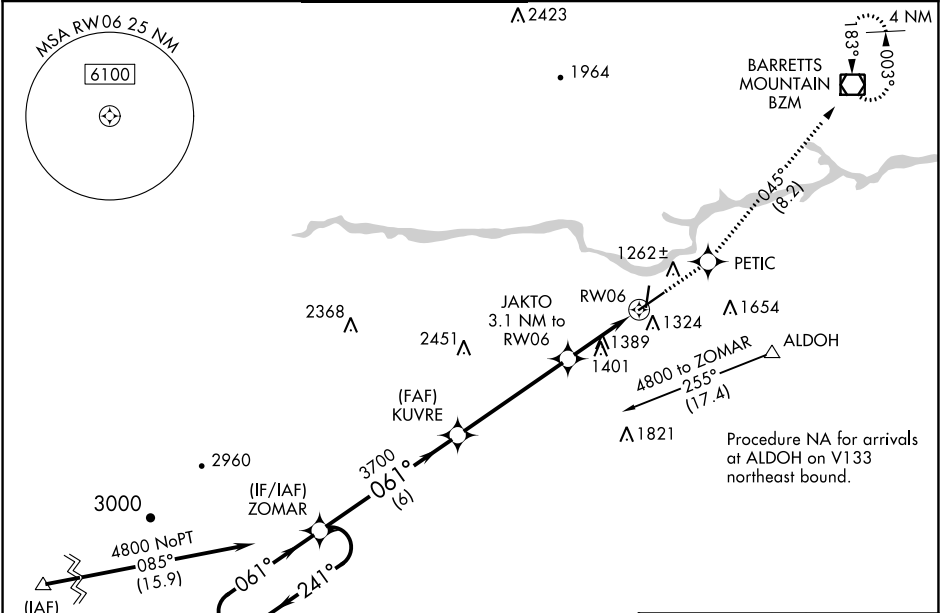 MSA RW06 25 NM
6100
2423
1964
4 NM
183°
003°
BARRETTS
MOUNTAIN
BZM
045°
(8.2)
1262±
PETIC
RW06
JAKTO
3.1 NM to
RW06
2368
2451
1324
1654
1389
1401
ALDOH
4800 to ZOMAR
255°
(17.4)
(FAF)
KUVRE
1821
Procedure NA for arrivals
at ALDOH on V133
northeast bound.
2960
3700
061°
(6)
(IF/IAF)
ZOMAR
3000
4800 NoPT
085°
(15.9)
061°
241°
(IAF)